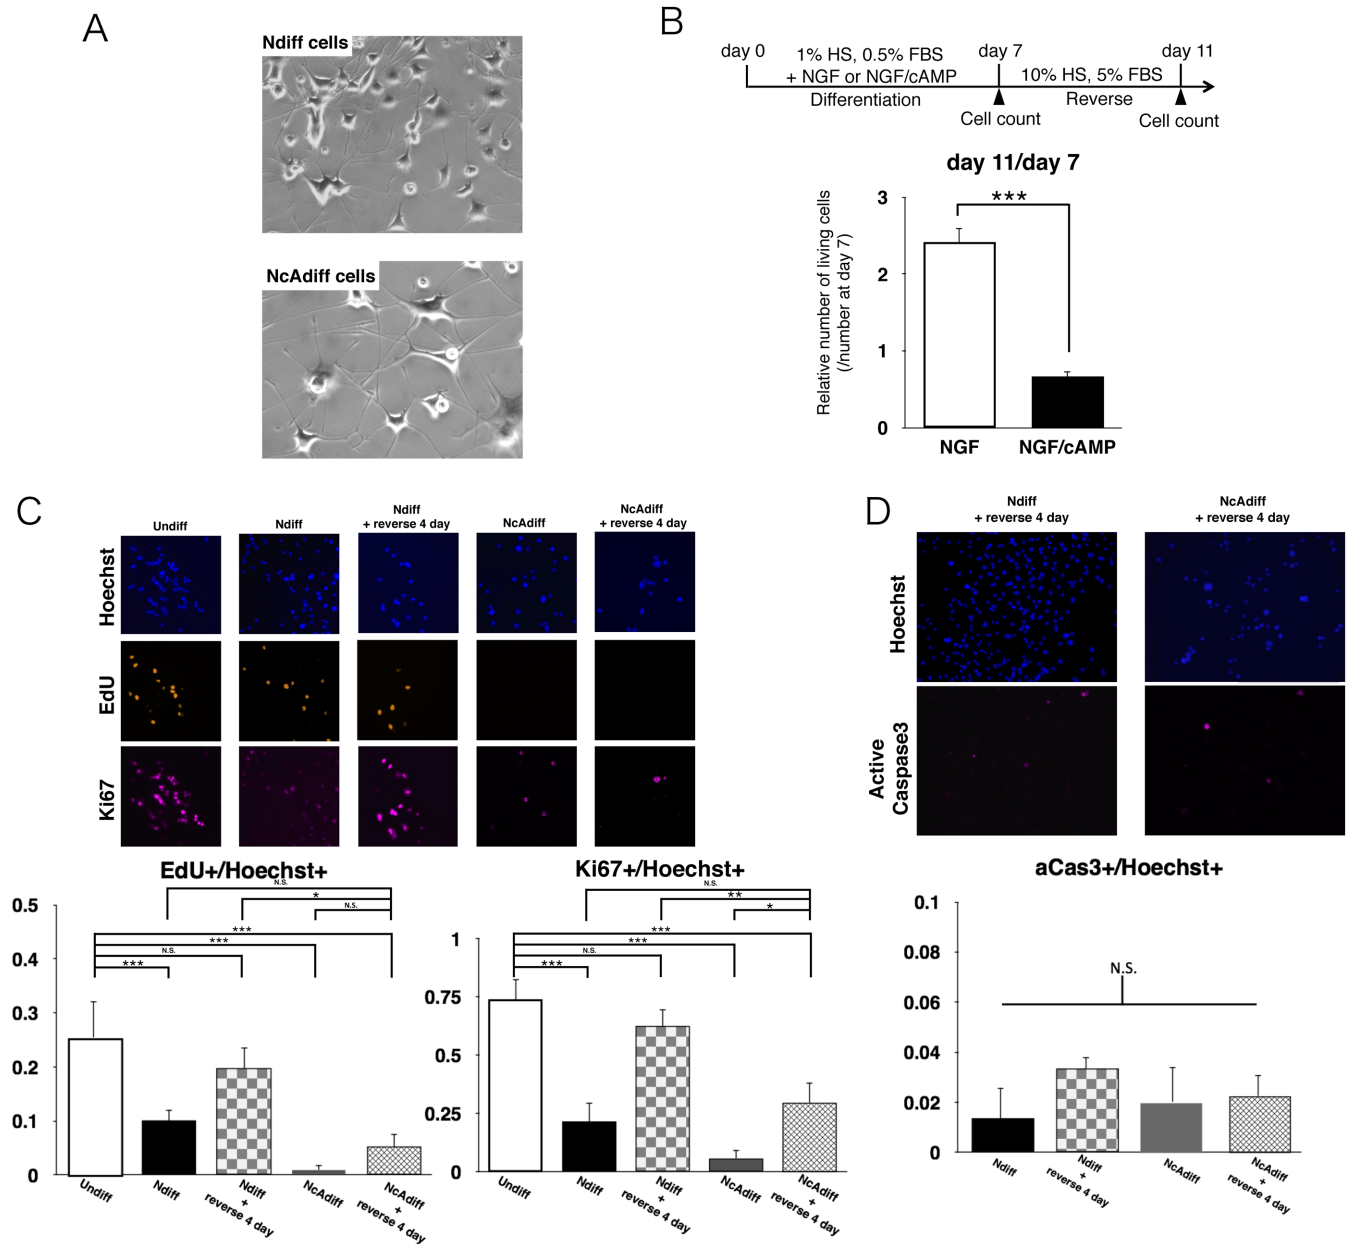 A
Ndiff cells
NcAdiff cells
B
day 0
1% HS, 0.5% FBS
+ NGF or NGF/cAMP
Differentiation
day 7
10% HS, 5% FBS
Reverse
day 11
Cell count
Cell count
day 11/day 7
Relative number of living cells
(/number at day 7)
3
2
1
0
***
NGF
NGF/cAMP
C
Undiff
Ndiff
Ndiff
+ reverse 4 day
NcAdiff
NcAdiff
+ reverse 4 day
Hoechst
EdU
Ki67
EdU+/Hoechst+
N.S.
*
N.S.
***
***
N.S.
***
0.5
0.4
0.3
0.2
0.1
0
Undiff
Ndiff
Ndiff
+
reverse 4 day
NcAdiff
NcAdiff
+
reverse 4 day
Ki67+/Hoechst+
N.S.
**
*
***
***
N.S.
***
1
0.75
0.5
0.25
0
Undiff
Ndiff
Ndiff
+
reverse 4 day
NcAdiff
NcAdiff
+
reverse 4 day
D
Ndiff
+ reverse 4 day
NcAdiff
+ reverse 4 day
Hoechst
Active
Caspase3
aCas3+/Hoechst+
0.1
0.08
0.06
0.04
0.02
0
N.S.
Ndiff
Ndiff
+
reverse 4 day
NcAdiff
NcAdiff
+
reverse 4 day